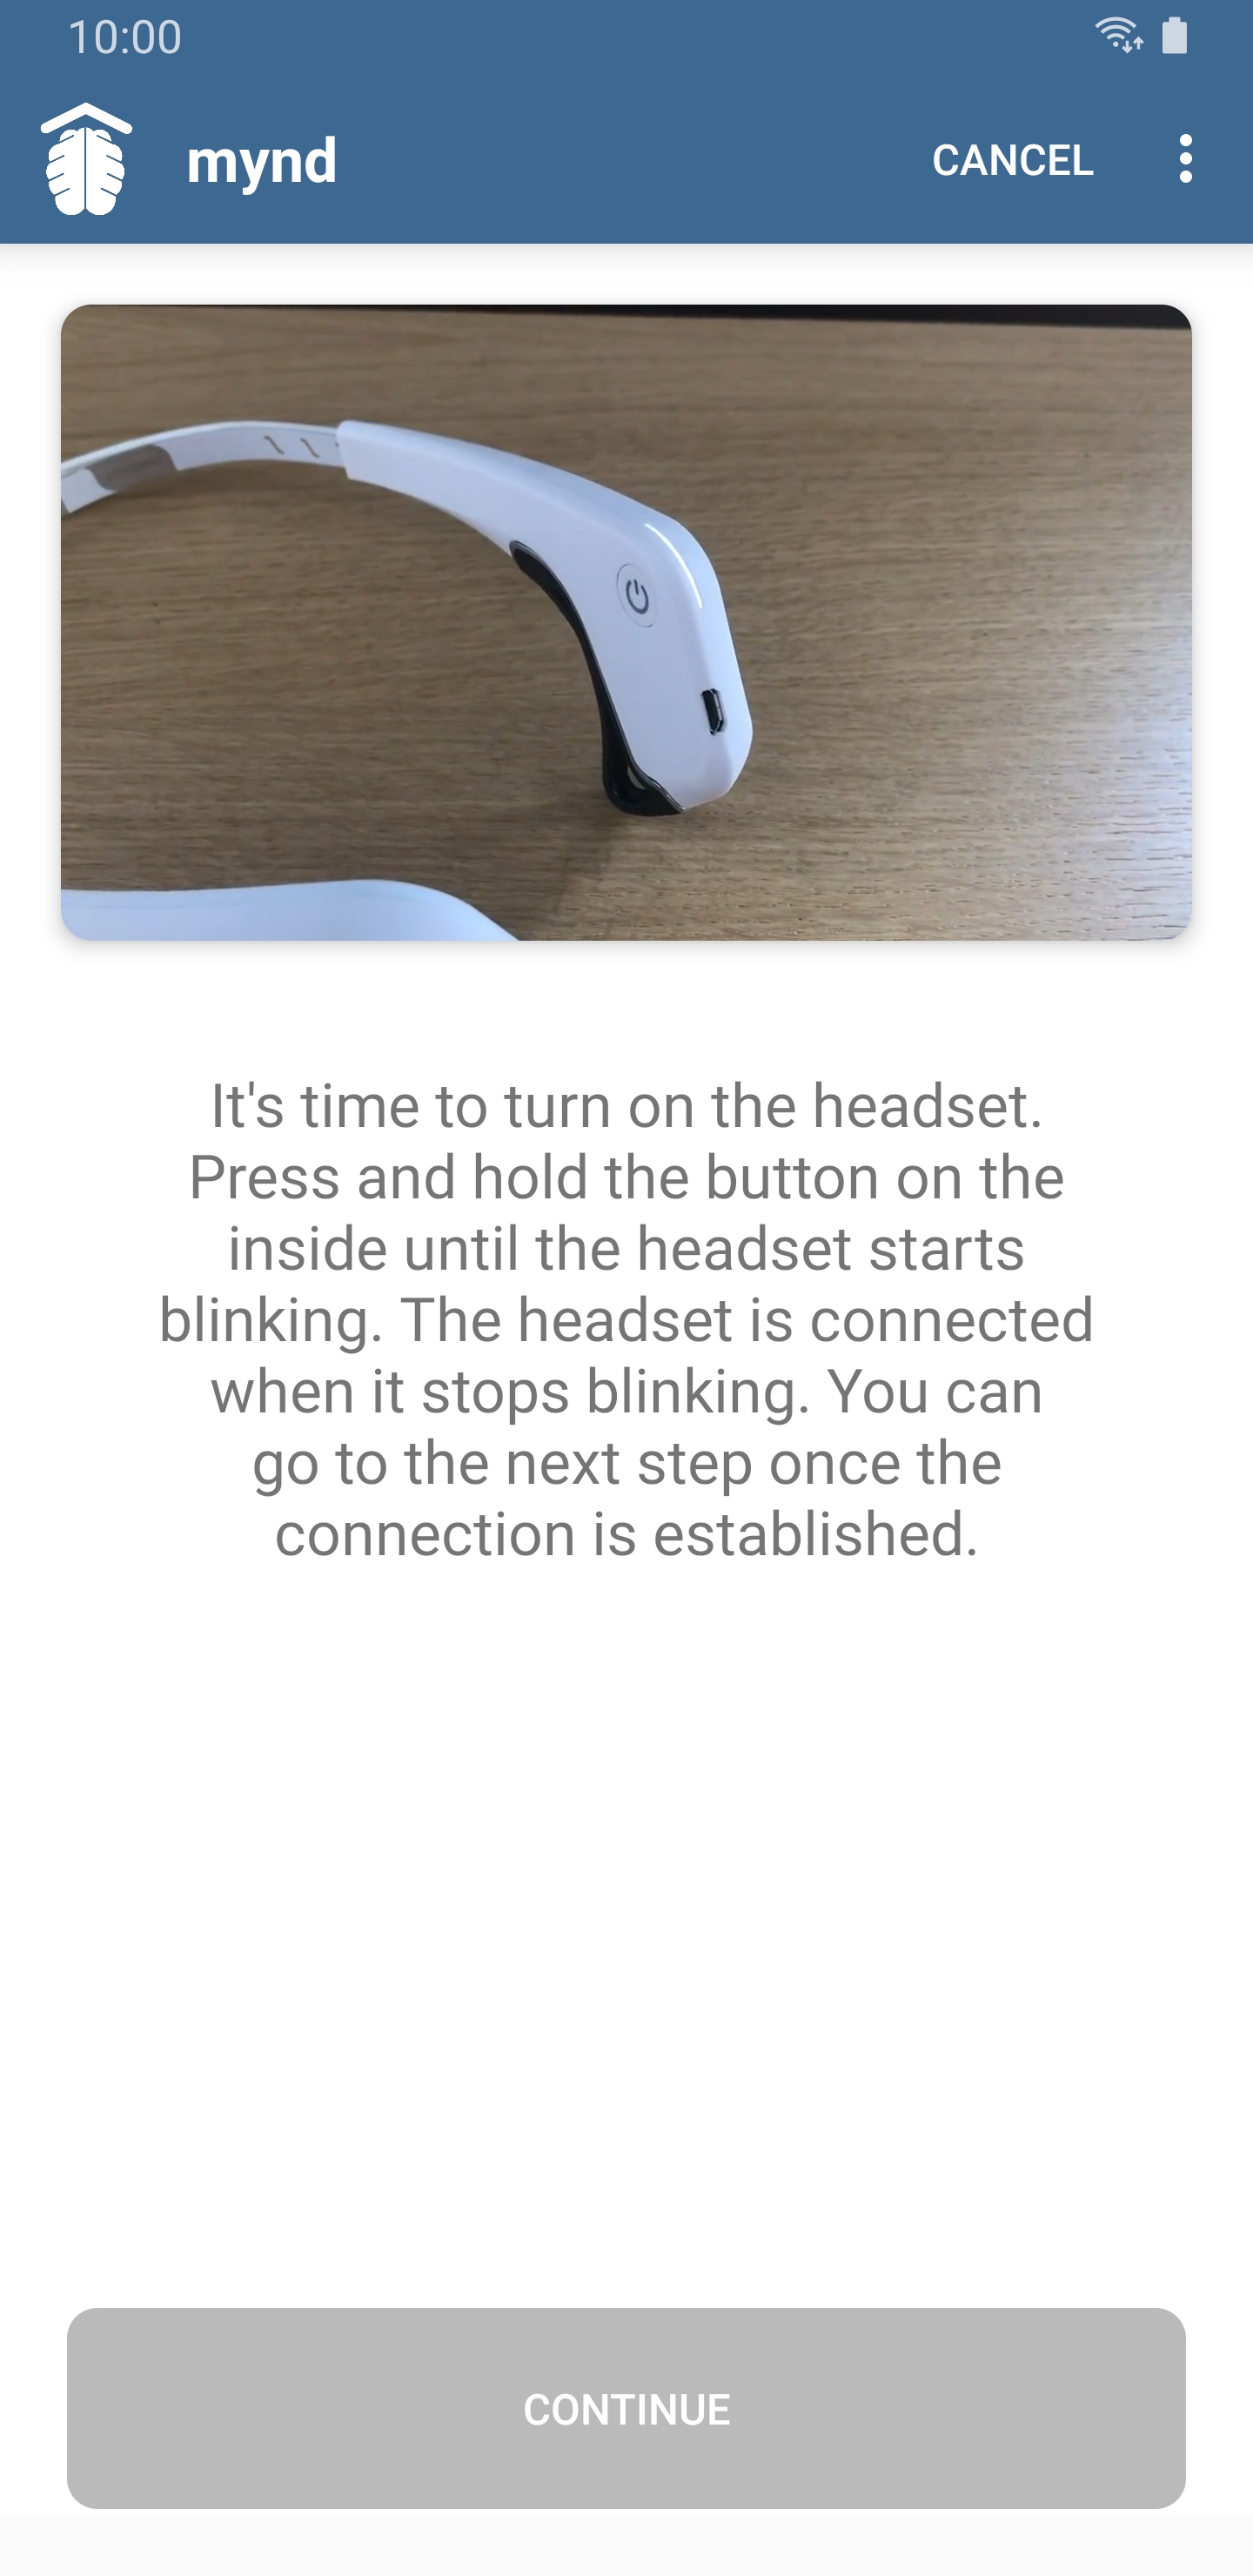 10:00
mynd
CANCEL
It's time to turn on the headset.
Press and hold the button on the
inside until the headset starts
blinking. The headset is connected
when it stops blinking. You can
go to the next step once the
connection is established.
CONTINUE